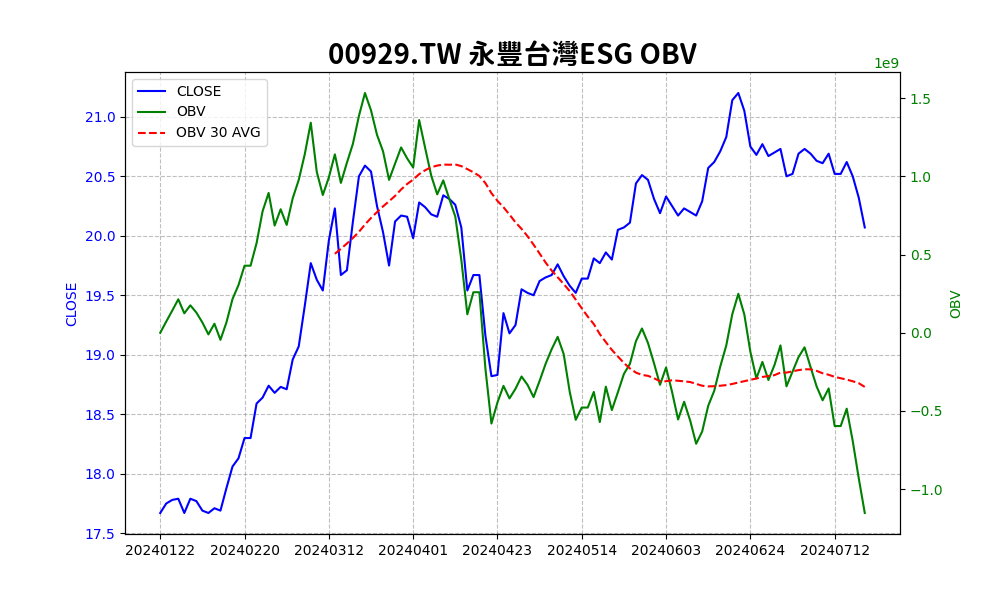 00929.TW 永豐台灣ESG OBV
1e9
CLOSE
OBV
OBV 30 AVG
21.0
20.5
20.0
19.5
19.0
18.5
18.0
17.5
CLOSE
1.5
1.0
0.5
0.0
−0.5
−1.0
OBV
20240122 20240220 20240312 20240401 20240423 20240514 20240603 20240624 20240712